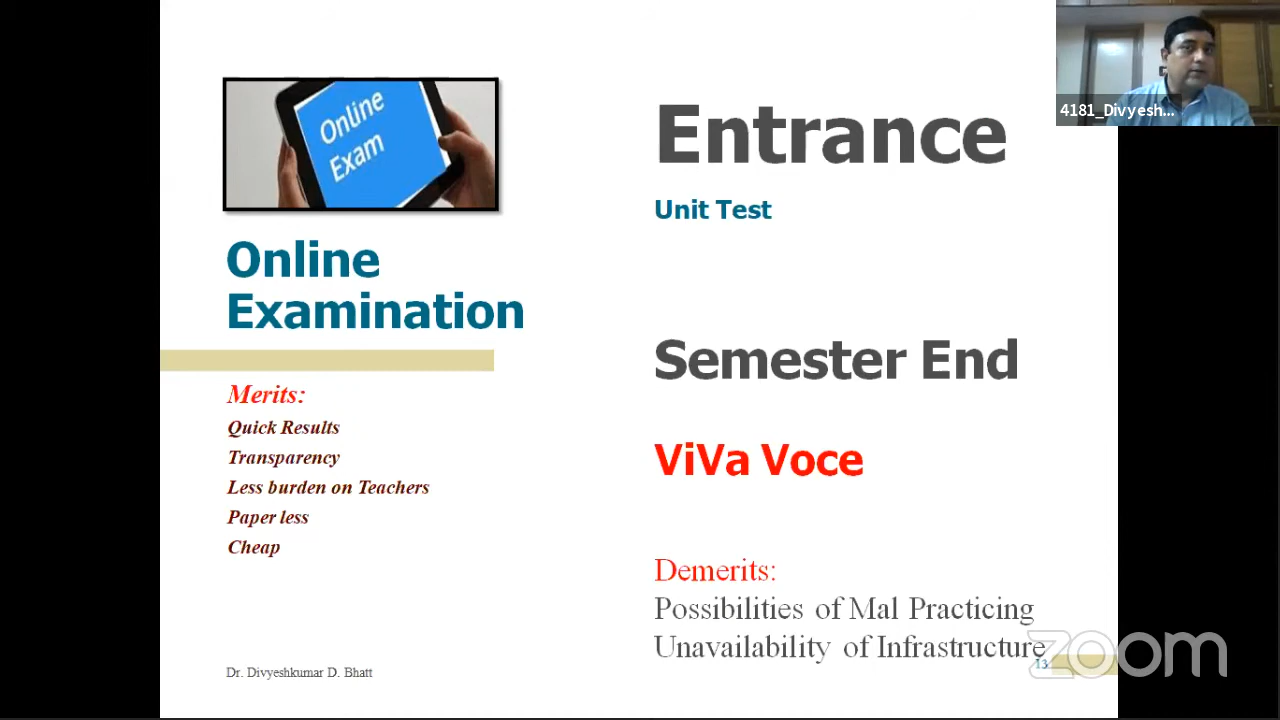 Online
Exam
Online
Examination
Merits:
Quick Results
Transparency
Less burden on Teachers
Paper less
Cheap
Dr. Divyeshkumar D. Bhatt
Entrance
Unit Test
Semester End
ViVa Voce
Demerits:
Possibilities of Mal Practicing
Unavailability of Infrastructure
13
4181_Divyesh...
zoom